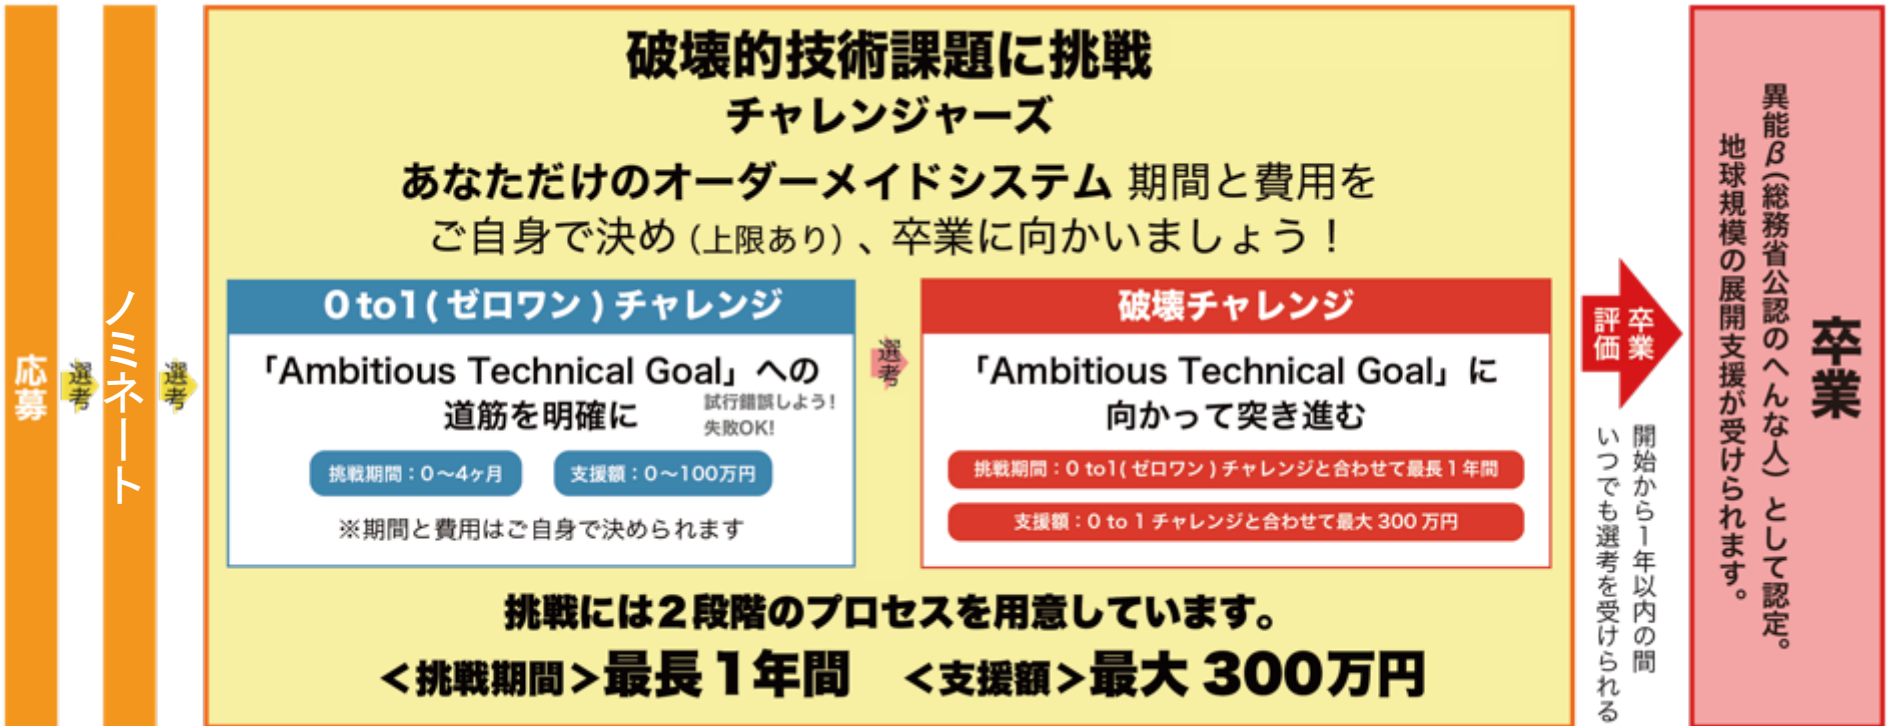 応募
選考
ノミネート
選考
破壊的技術課題に挑戦
チャレンジャーズ
あなただけのオーダーメイドシステム 期間と費用を
ご自身で決め(上限あり)、卒業に向かいましょう!
0 to1(ゼロワン)チャレンジ
「Ambitious Technical Goal」への
道筋を明確に
試行錯誤しよう!
失敗OK!
挑戦期間:0〜4ヶ月
支援額:0〜100万円
※期間と費用はご自身で決められます
選考
破壊チャレンジ
「Ambitious Technical Goal」に
向かって突き進む
挑戦期間:0 to1(ゼロワン)チャレンジと合わせて最長1年間
支援額:0 to 1 チャレンジと合わせて最大 300 万円
挑戦には2段階のプロセスを用意しています。
<挑戦期間>最長1年間 <支援額>最大 300万円
卒業
評価
開始から1年以内の間
いつでも選考を受けられる
卒業
異能β(総務省公認のへんな人)として認定。
地球規模の展開支援が受けられます。